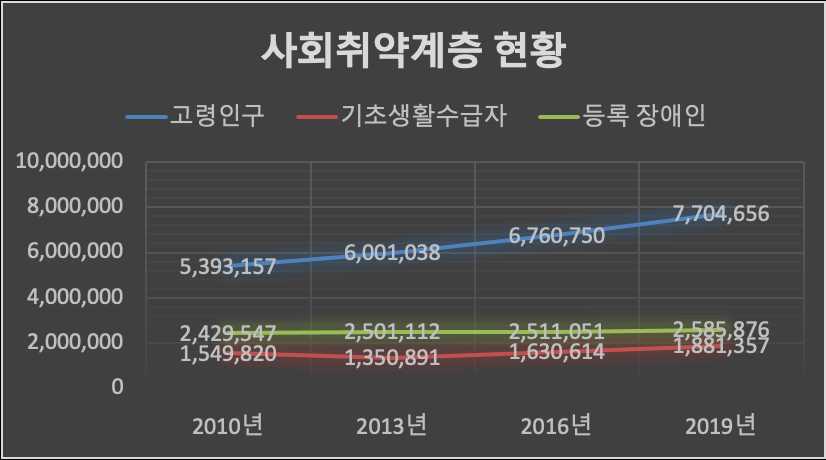 사회취약계층 현황
고령인구 기초생활수급자 등록 장애인
10,000,000
8,000,000
6,000,000
4,000,000
2,000,000
0
5,393,157 6,001,038 6,760,750 7,704,656
2,429,547 2,501,112 2,511,051 2,585,876
1,549,820 1,350,891 1,630,614 1,881,357
2010년 2013년 2016년 2019년